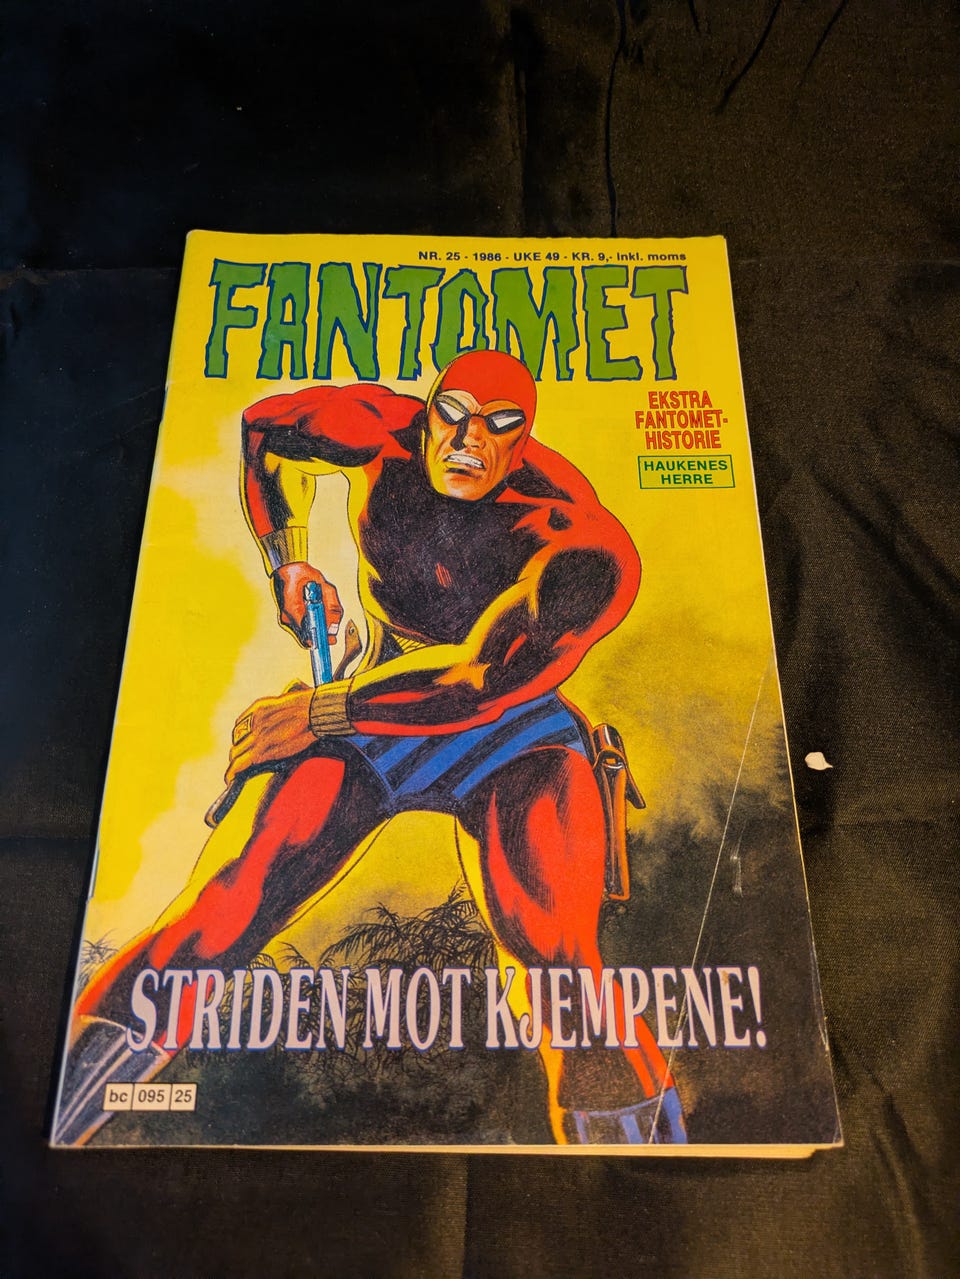 NR. 25 - 1986 - UKE 49 - KR. 9,- Inkl. moms
FANTOMET
EKSTRA
FANTOMET-
HISTORIE
HAUKENES
HERRE
STRIDEN MOT KJEMPENE!
bc 095 25